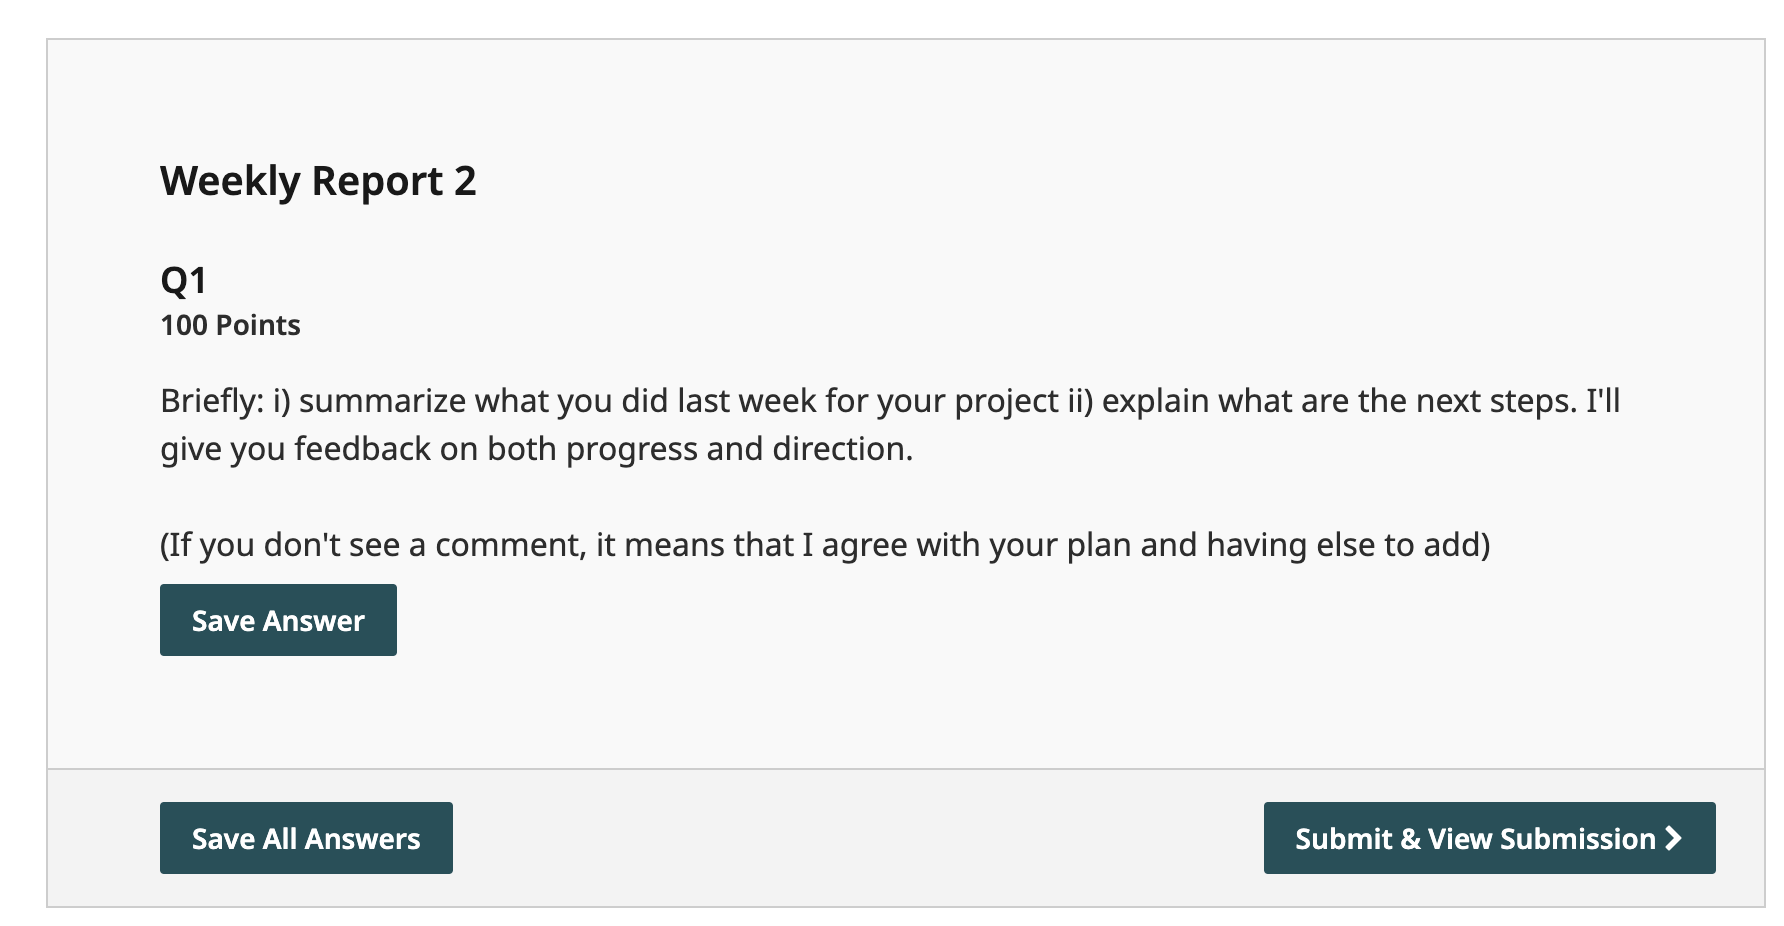 Weekly Report 2
Q1
100 Points
Briefly: i) summarize what you did last week for your project ii) explain what are the next steps. I'll
give you feedback on both progress and direction.
(If you don't see a comment, it means that I agree with your plan and having else to add)
Save Answer
Save All Answers
Submit & View Submission